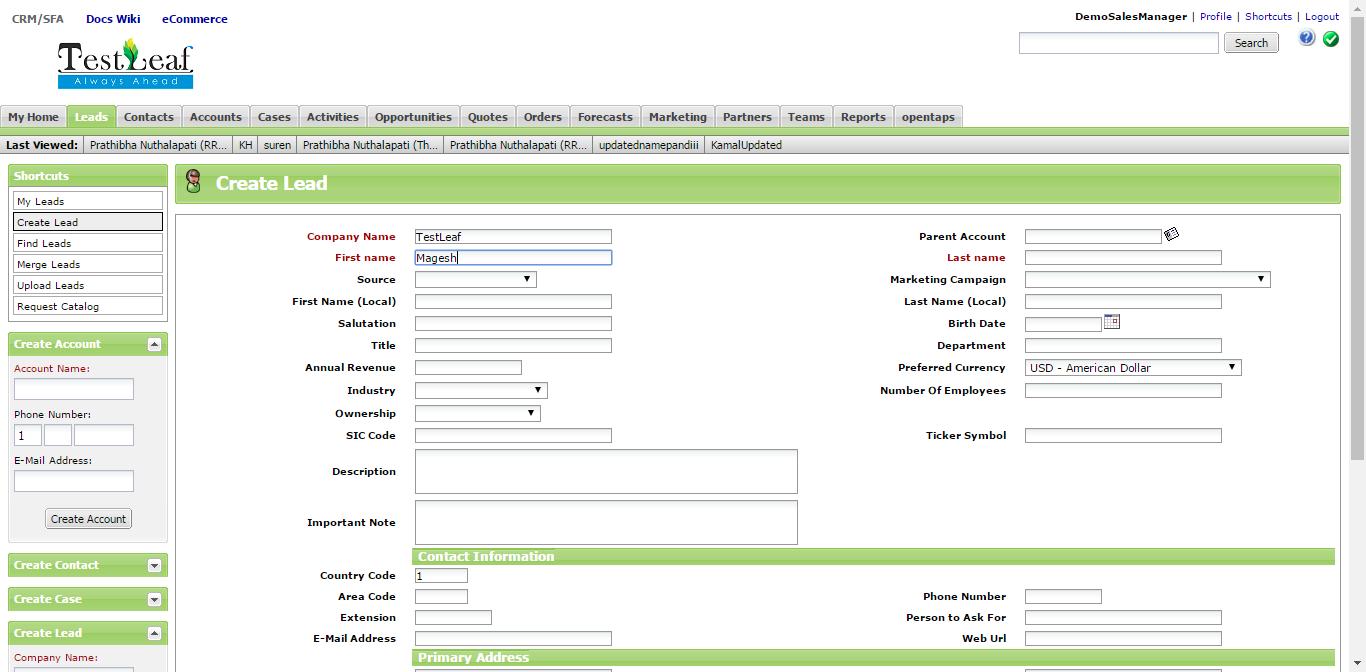 CRM/SFA Docs Wiki eCommerce
DemoSalesManager | Profile | Shortcuts | Logout
TestLeaf
Always Ahead
Search
?
My Home Leads Contacts Accounts Cases Activities Opportunities Quotes Orders Forecasts Marketing Partners Teams Reports opentaps
Last Viewed: Prathibha Nuthalapati (RR... KH suren Prathibha Nuthalapati (Th... Prathibha Nuthalapati (RR... updatednamepandiii KamalUpdated
Shortcuts
My Leads
Create Lead
Find Leads
Merge Leads
Upload Leads
Request Catalog
Create Account
Account Name:
Phone Number:
1
E-Mail Address:
Create Account
Create Contact
Create Case
Create Lead
Company Name:
Create Lead
Company Name TestLeaf Parent Account
First name Magesh Last name
Source Marketing Campaign
First Name (Local) Last Name (Local)
Salutation Birth Date
Title Department
Annual Revenue Preferred Currency USD - American Dollar
Industry Number Of Employees
Ownership
SIC Code Ticker Symbol
Description
Important Note
Contact Information
Country Code 1
Area Code Phone Number
Extension Person to Ask For
E-Mail Address Web Url
Primary Address